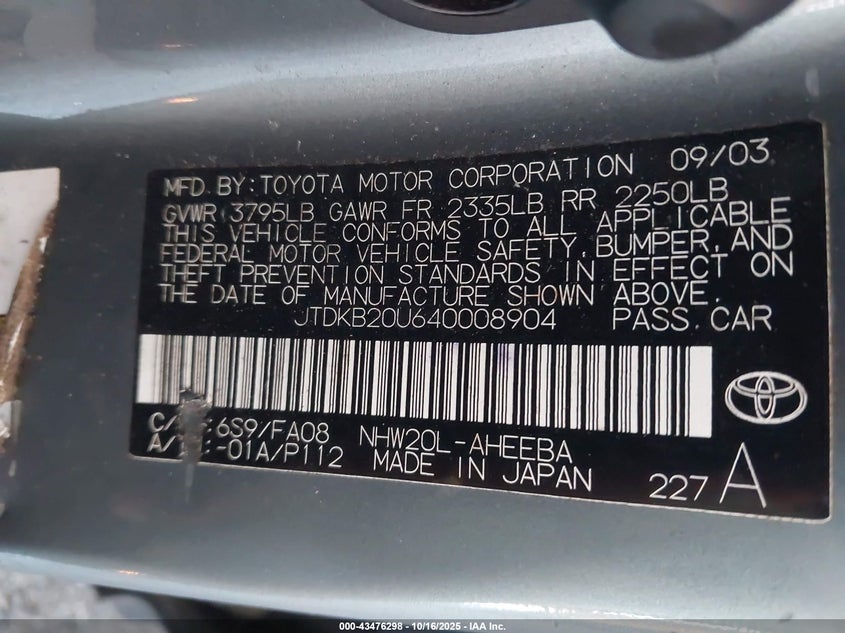 MFD. BY: TOYOTA MOTOR CORPORATION 09/03
GVWR 3795LB GAWR FR 2335LB RR 2250LB
THIS VEHICLE CONFORMS TO ALL APPLICABLE
FEDERAL MOTOR VEHICLE SAFETY, BUMPER, AND
THEFT PREVENTION STANDARDS IN EFFECT ON
THE DATE OF MANUFACTURE SHOWN ABOVE.
JTDKB20U640008904 PASS. CAR
C/ 6S9/FA08 NHW20L-AHEEBA
A/ -01A/P112 MADE IN JAPAN
227 A
000-43476298 - 10/16/2025 - IAA Inc.